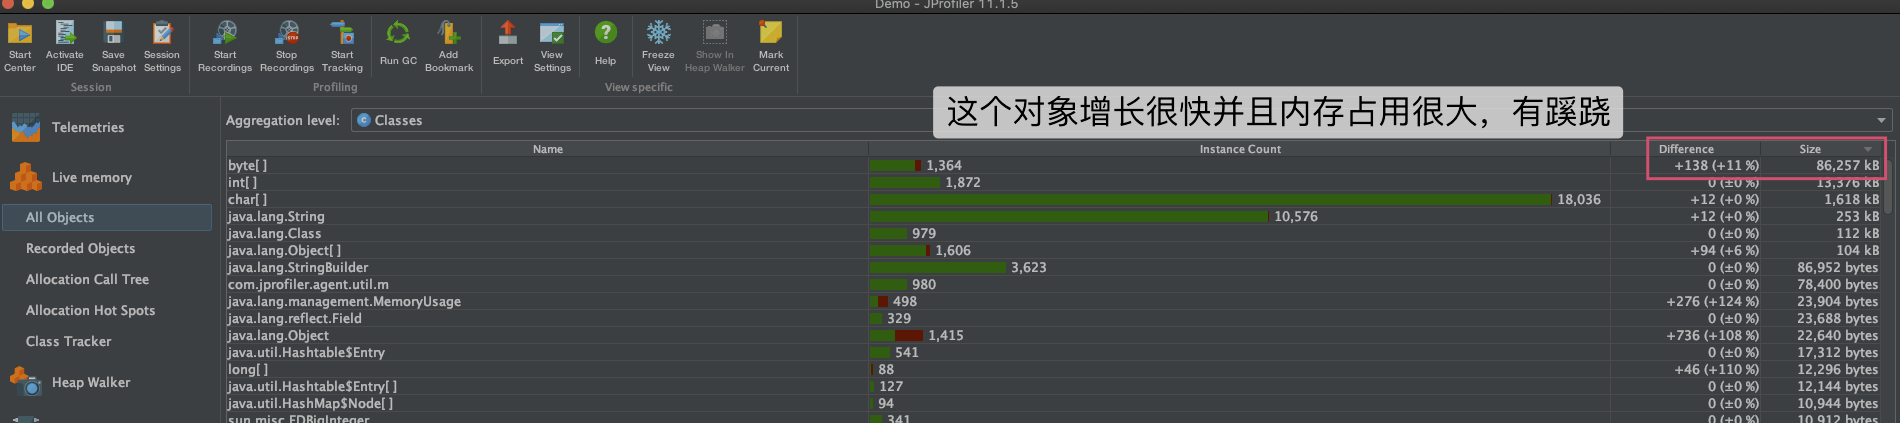 Demo - JProfiler 11.1.5
Start Center
Activate IDE
Save Snapshot
Session Settings
Start Recordings
Stop Recordings
Start Tracking
Run GC
Add Bookmark
Export
View Settings
Help
Freeze View
Show In Heap Walker
Mark Current
Session
Profiling
View specific
这个对象增长很快并且内存占用很大，有蹊跷
Telemetries
Live memory
All Objects
Recorded Objects
Allocation Call Tree
Allocation Hot Spots
Class Tracker
Heap Walker
Aggregation level: Classes
Name Instance Count Difference Size
byte[] 1,364 +138 (+11 %) 86,257 kB
int[] 1,872 0 (±0 %) 13,376 kB
char[] 18,036 +12 (+0 %) 1,618 kB
java.lang.String 10,576 +12 (+0 %) 253 kB
java.lang.Class 979 0 (±0 %) 112 kB
java.lang.Object[] 1,606 +94 (+6 %) 104 kB
java.lang.StringBuilder 3,623 0 (±0 %) 86,952 bytes
com.jprofiler.agent.util.m 980 0 (±0 %) 78,400 bytes
java.lang.management.MemoryUsage 498 +276 (+124 %) 23,904 bytes
java.lang.reflect.Field 329 0 (±0 %) 23,688 bytes
java.lang.Object 1,415 +736 (+108 %) 22,640 bytes
java.util.Hashtable$Entry 541 0 (±0 %) 17,312 bytes
long[] 88 +46 (+110 %) 12,296 bytes
java.util.Hashtable$Entry[] 127 0 (±0 %) 12,144 bytes
java.util.HashMap$Node[] 94 0 (±0 %) 10,944 bytes
sun.misc.FDBigInteger 341 0 (±0 %) 10,912 bytes